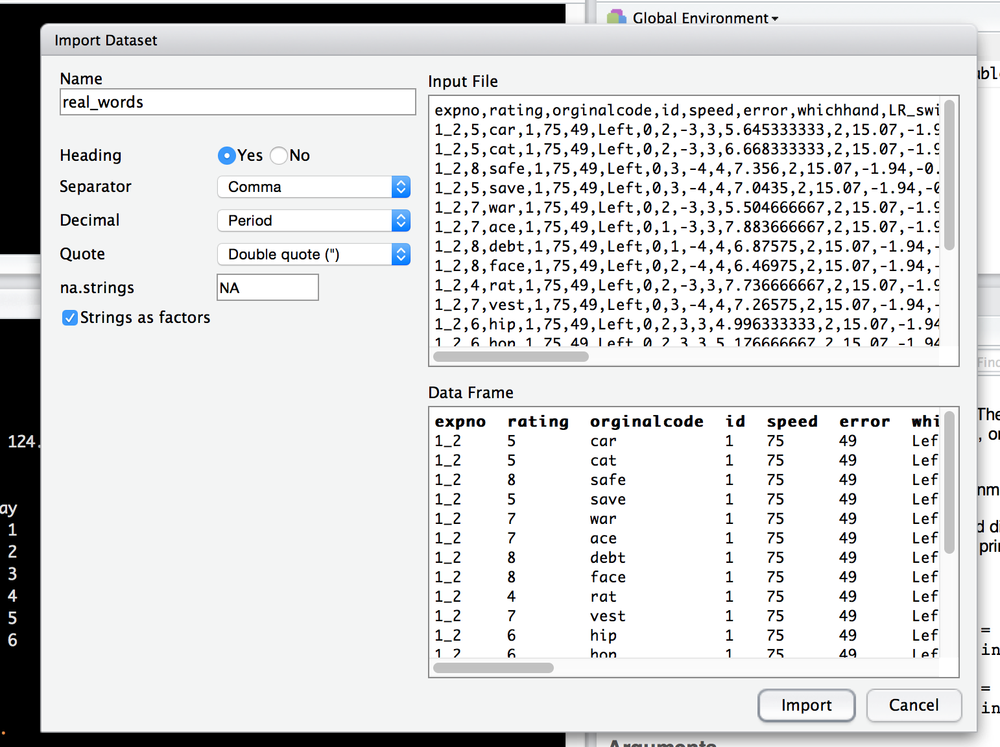 Global Environment
Import Dataset
Name
real_words
Heading
Yes
No
Separator
Comma
Decimal
Period
Quote
Double quote (")
na.strings
NA
Strings as factors
Input File
expno,rating,orginalcode,id,speed,error,whichhand,LR_swi
1_2,5,car,1,75,49,Left,0,2,-3,3,5.645333333,2,15.07,-1.9
1_2,5,cat,1,75,49,Left,0,2,-3,3,6.668333333,2,15.07,-1.9
1_2,8,safe,1,75,49,Left,0,3,-4,4,7.356,2,15.07,-1.94,-0.
1_2,5,save,1,75,49,Left,0,3,-4,4,7.0435,2,15.07,-1.94,-0
1_2,7,war,1,75,49,Left,0,2,-3,3,5.504666667,2,15.07,-1.9
1_2,7,ace,1,75,49,Left,0,1,-3,3,7.883666667,2,15.07,-1.9
1_2,8,debt,1,75,49,Left,0,1,-4,4,6.87575,2,15.07,-1.94,-
1_2,8,face,1,75,49,Left,0,2,-4,4,6.46975,2,15.07,-1.94,-
1_2,4,rat,1,75,49,Left,0,2,-3,3,7.736666667,2,15.07,-1.9
1_2,7,vest,1,75,49,Left,0,3,-4,4,7.26575,2,15.07,-1.94,-
1_2,6,hip,1,75,49,Left,0,2,3,3,4.996333333,2,15.07,-1.94
1_2,6,hop,1,75,49,Left,0,2,3,3,5.176666667,2,15.07,-1.94
Data Frame
expno rating orginalcode id speed error whi
1_2 5 car 1 75 49 Lef
1_2 5 cat 1 75 49 Lef
1_2 8 safe 1 75 49 Lef
1_2 5 save 1 75 49 Lef
1_2 7 war 1 75 49 Lef
1_2 7 ace 1 75 49 Lef
1_2 8 debt 1 75 49 Lef
1_2 8 face 1 75 49 Lef
1_2 4 rat 1 75 49 Lef
1_2 7 vest 1 75 49 Lef
1_2 6 hip 1 75 49 Lef
1_2 6 hop 1 75 49 Lef
Import
Cancel
124.
ay
1
2
3
4
5
6
.
Find
The
, or
nm
d di
prin
=
in
=
in
Arguments